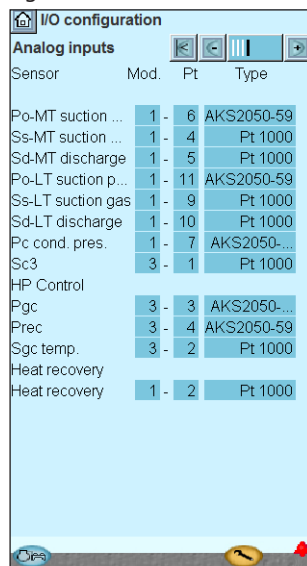 I/O configuration
Analog inputs
Sensor Mod. Pt Type
Po-MT suction ... 1 - 6 AKS2050-59
Ss-MT suction ... 1 - 4 Pt 1000
Sd-MT discharge 1 - 5 Pt 1000
Po-LT suction p... 1 - 11 AKS2050-59
Ss-LT suction gas 1 - 9 Pt 1000
Sd-LT discharge 1 - 10 Pt 1000
Pc cond. pres. 1 - 7 AKS2050-...
Sc3 3 - 1 Pt 1000
HP Control
Pgc 3 - 3 AKS2050-...
Prec 3 - 4 AKS2050-59
Sgc temp. 3 - 2 Pt 1000
Heat recovery
Heat recovery 1 - 2 Pt 1000